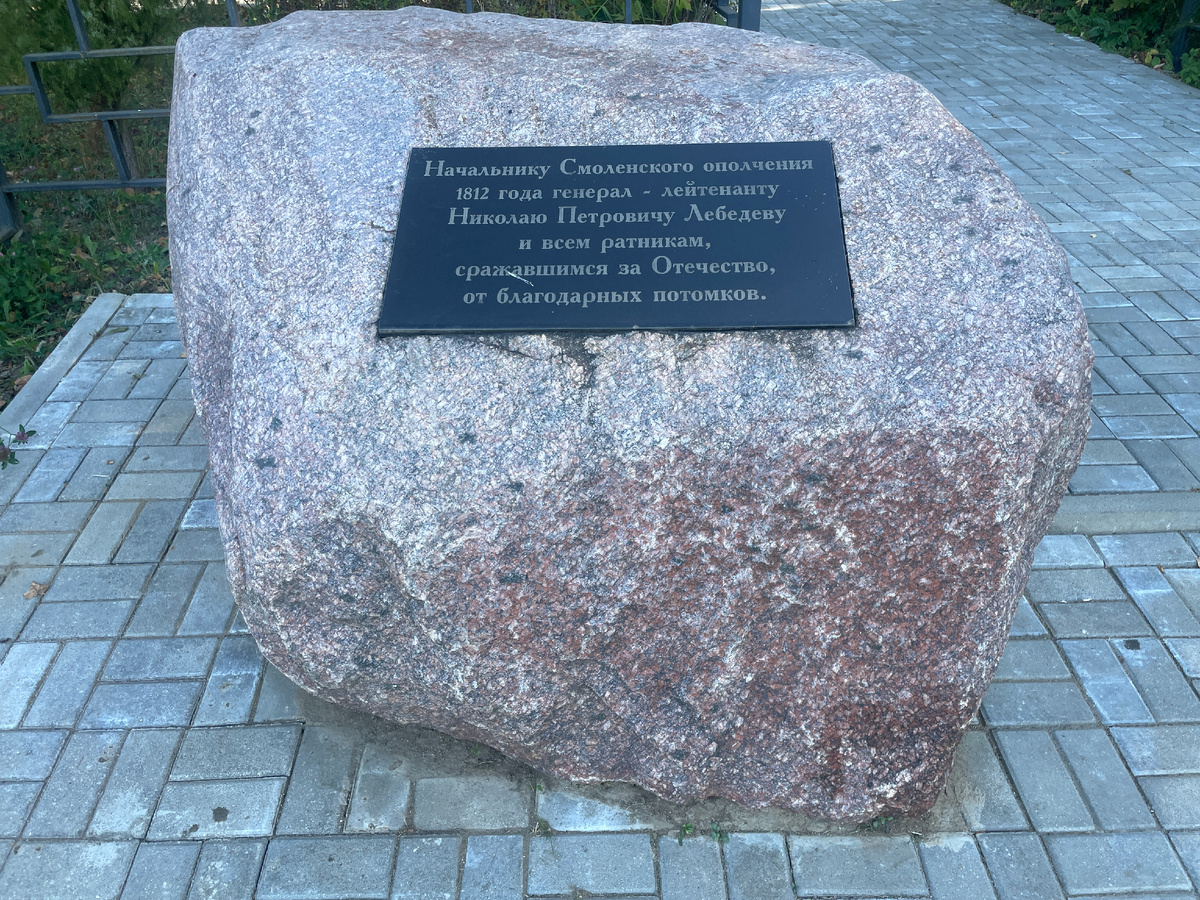 Начальнику Смоленского ополчения
1812 года генерал - лейтенанту
Николаю Петровичу Лебедеву
и всем ратникам,
сражавшимся за Отечество,
от благодарных потомков.